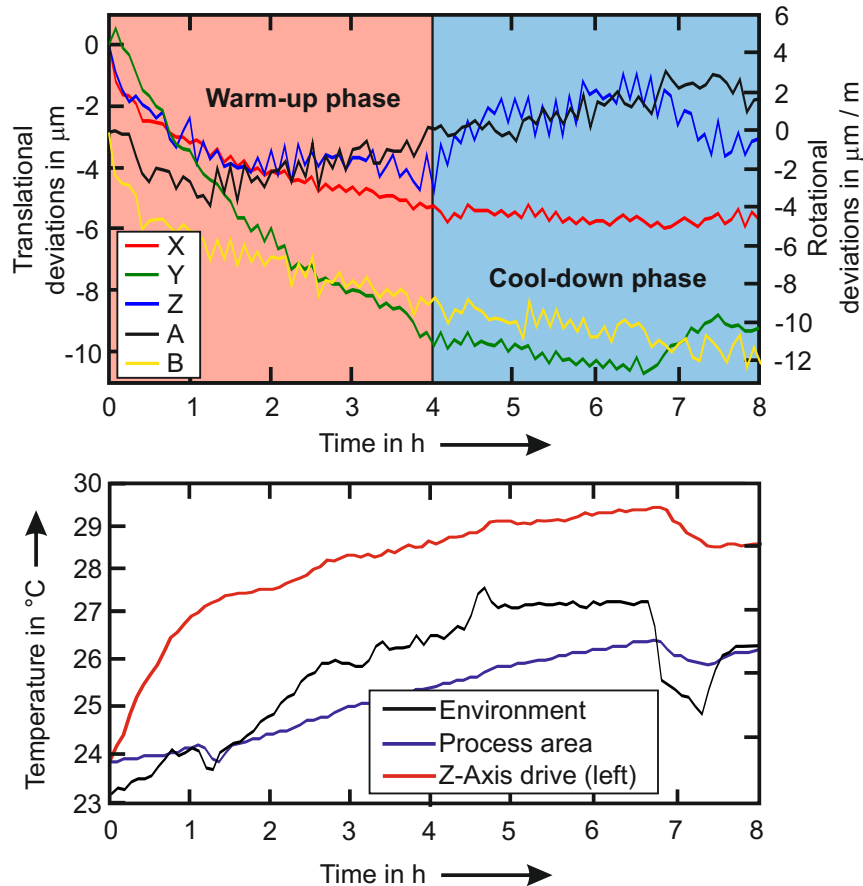 Translational
deviations in μm
0
-2
-4
-6
-8
-10
Warm-up phase
Cool-down phase
X
Y
Z
A
B
6
4
2
0
-2
-4
-6
-8
-10
-12
Rotational
deviations in μm / m
0 1 2 3 4 5 6 7 8
Time in h
Temperature in °C
30
29
28
27
26
25
24
23
Environment
Process area
Z-Axis drive (left)
0 1 2 3 4 5 6 7 8
Time in h